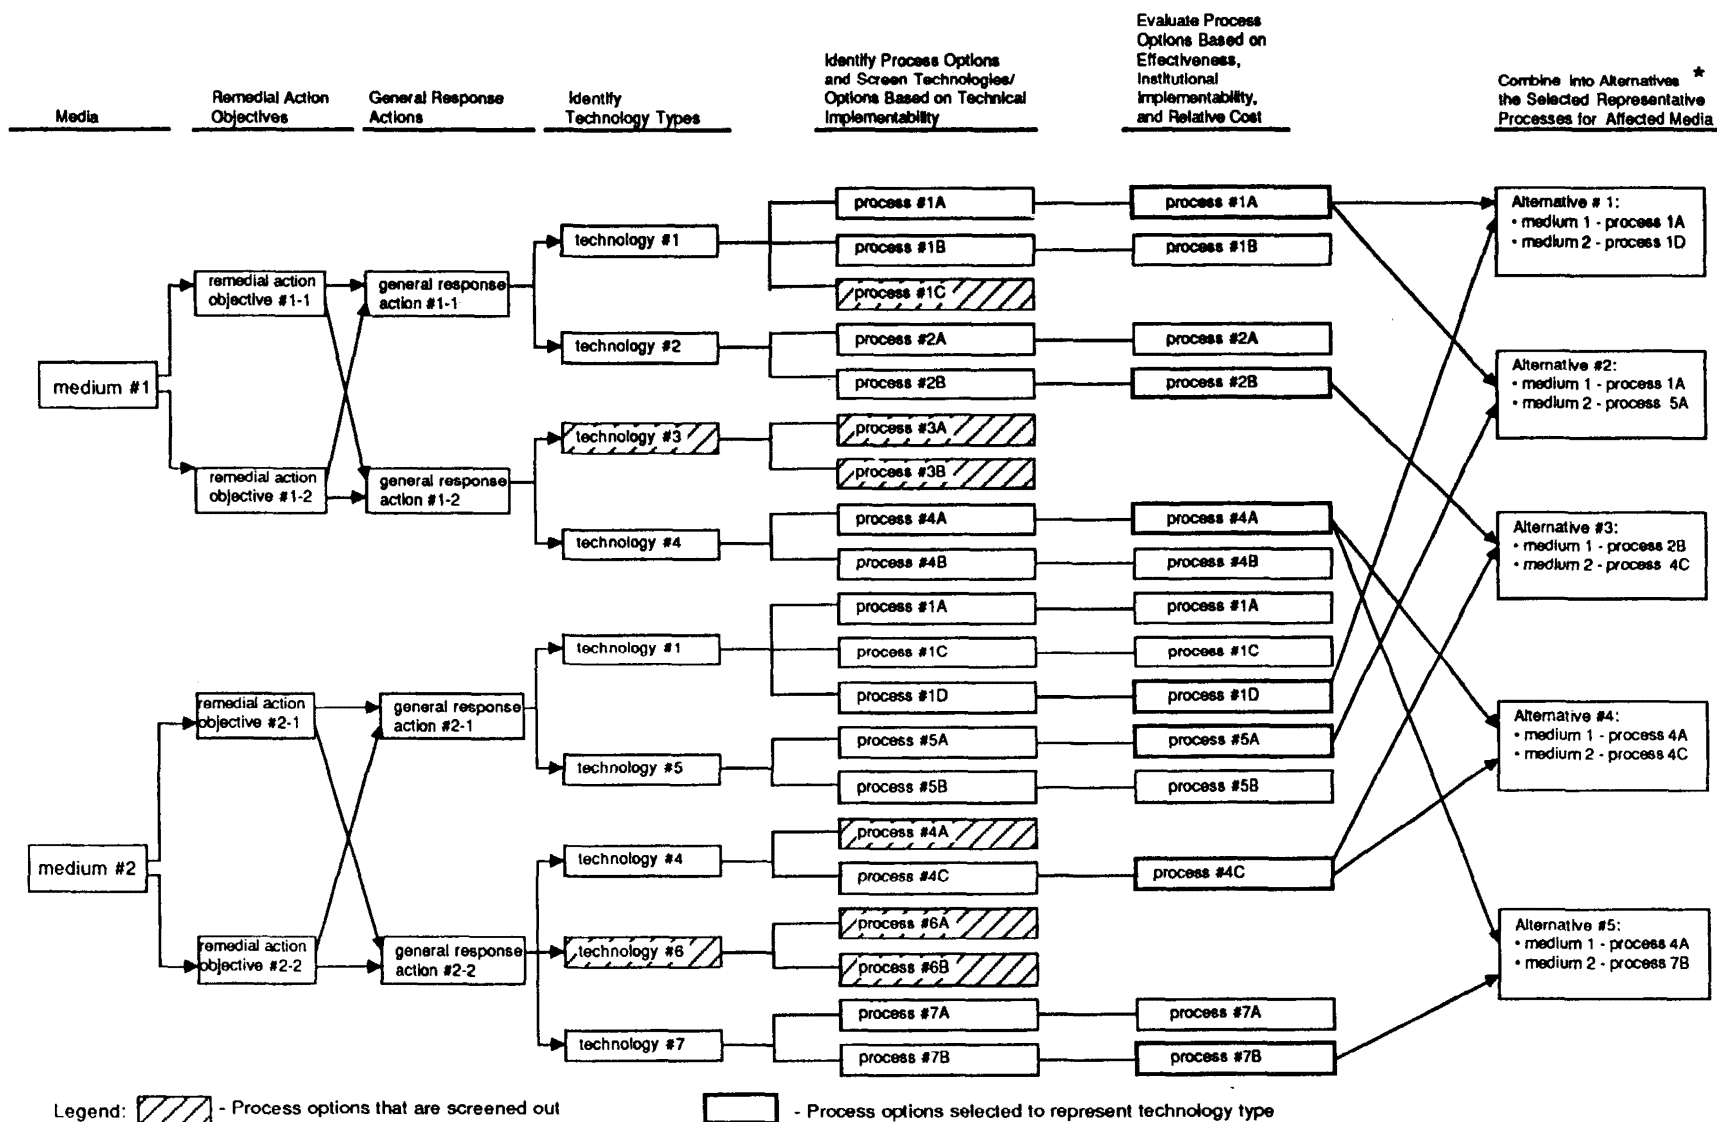 Media
Remedial Action
Objectives
General Response
Actions
Identify
Technology Types
Identify Process Options
and Screen Technologies/
Options Based on Technical
Implementability
Evaluate Process
Options Based on
Effectiveness,
Institutional
Implementability,
and Relative Cost
Combine into Alternatives *
the Selected Representative
Processes for Affected Media
medium #1
remedial action
objective #1-1
remedial action
objective #1-2
general response
action #1-1
general response
action #1-2
technology #1
technology #2
technology #3
technology #4
process #1A
process #1B
process #1C
process #2A
process #2B
process #3A
process #3B
process #4A
process #4B
process #1A
process #1B
process #2A
process #2B
process #4A
process #4B
medium #2
remedial action
objective #2-1
remedial action
objective #2-2
general response
action #2-1
general response
action #2-2
technology #1
technology #5
technology #4
technology #6
technology #7
process #1A
process #1C
process #1D
process #5A
process #5B
process #4A
process #4C
process #6A
process #6B
process #7A
process #7B
process #1A
process #1C
process #1D
process #5A
process #5B
process #4C
process #7A
process #7B
Alternative # 1:
• medium 1 - process 1A
• medium 2 - process 1D
Alternative #2:
• medium 1 - process 1A
• medium 2 - process 5A
Alternative #3:
• medium 1 - process 2B
• medium 2 - process 4C
Alternative #4:
• medium 1 - process 4A
• medium 2 - process 4C
Alternative #5:
• medium 1 - process 4A
• medium 2 - process 7B
Legend: - Process options that are screened out
- Process options selected to represent technology type